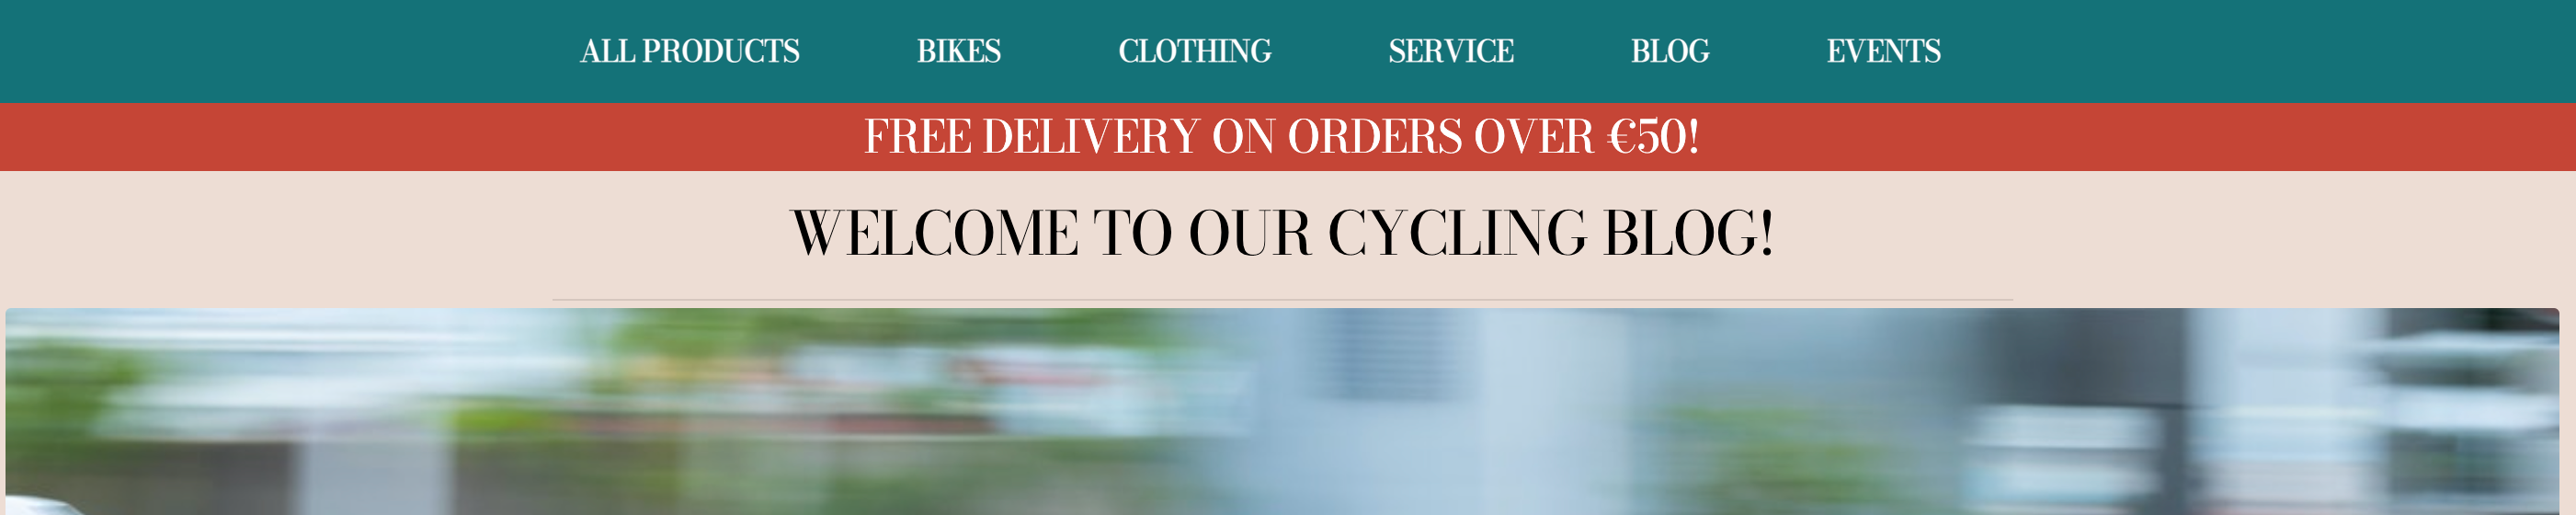 ALL PRODUCTS BIKES CLOTHING SERVICE BLOG EVENTS
FREE DELIVERY ON ORDERS OVER €50!
WELCOME TO OUR CYCLING BLOG!